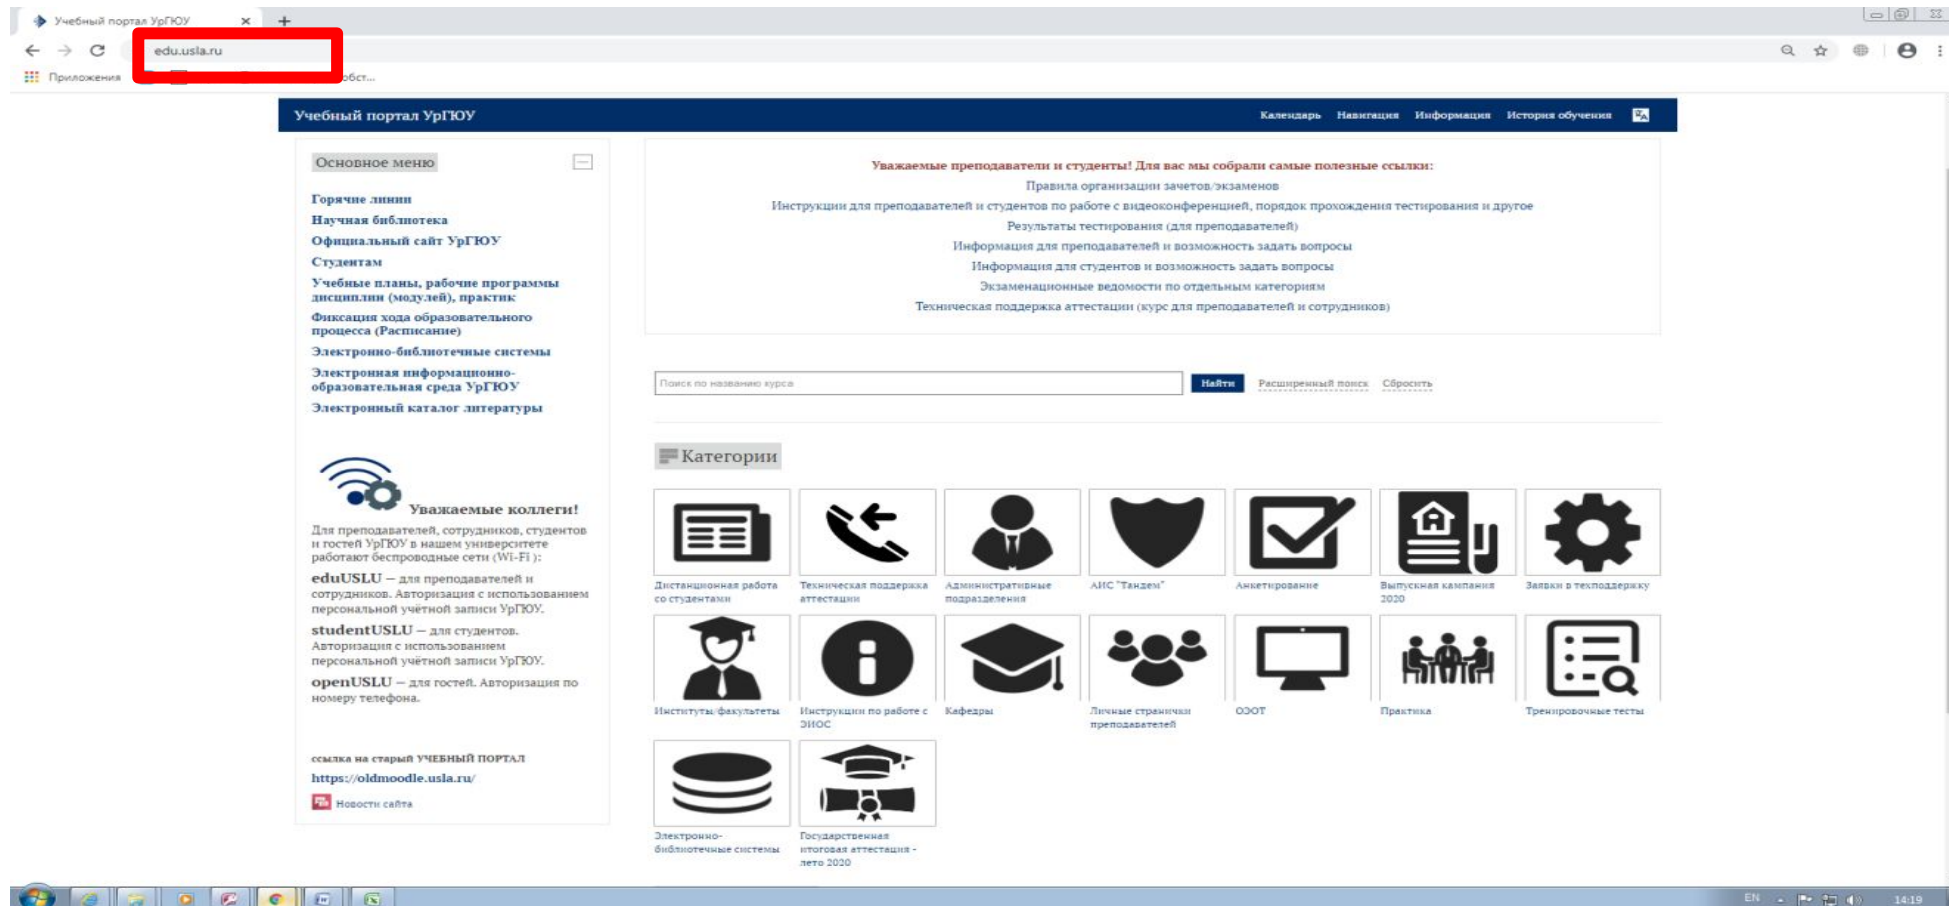 Учебный портал УрГЮУ
edu.usla.ru
Приложения
обст...
Учебный портал УрГЮУ
Календарь Навигация Информация История обучения
Основное меню
Горячие линии
Научная библиотека
Официальный сайт УрГЮУ
Студентам
Учебные планы, рабочие программы
дисциплин (модулей), практик
Фиксация хода образовательного
процесса (Расписание)
Электронно-библиотечные системы
Электронная информационно-
образовательная среда УрГЮУ
Электронный каталог литературы
Уважаемые коллеги!
Для преподавателей, сотрудников, студентов
и гостей УрГЮУ в нашем университете
работают беспроводные сети (Wi-Fi ):
eduUSLU — для преподавателей и
сотрудников. Авторизация с использованием
персональной учётной записи УрГЮУ.
studentUSLU — для студентов.
Авторизация с использованием
персональной учётной записи УрГЮУ.
openUSLU — для гостей. Авторизация по
номеру телефона.
ссылка на старый УЧЕБНЫЙ ПОРТАЛ
https://oldmoodle.usla.ru/
Новости сайта
Уважаемые преподаватели и студенты! Для вас мы собрали самые полезные ссылки:
Правила организации зачетов/экзаменов
Инструкции для преподавателей и студентов по работе с видеоконференцией, порядок прохождения тестирования и другое
Результаты тестирования (для преподавателей)
Информация для преподавателей и возможность задать вопросы
Информация для студентов и возможность задать вопросы
Экзаменационные ведомости по отдельным категориям
Техническая поддержка аттестации (курс для преподавателей и сотрудников)
Поиск по названию курса
Найти Расширенный поиск Сбросить
Категории
Дистанционная работа
со студентами
Техническая поддержка
аттестации
Административные
подразделения
АИС "Тандем"
Анкетирование
Выпускная кампания
2020
Заявки в техподдержку
Институты/факультеты
Инструкции по работе с
ЭИОС
Кафедры
Личные странички
преподавателей
ОЗОТ
Практика
Тренировочные тесты
Электронно-
библиотечные системы
Государственная
итоговая аттестация -
лето 2020
EN
14:19